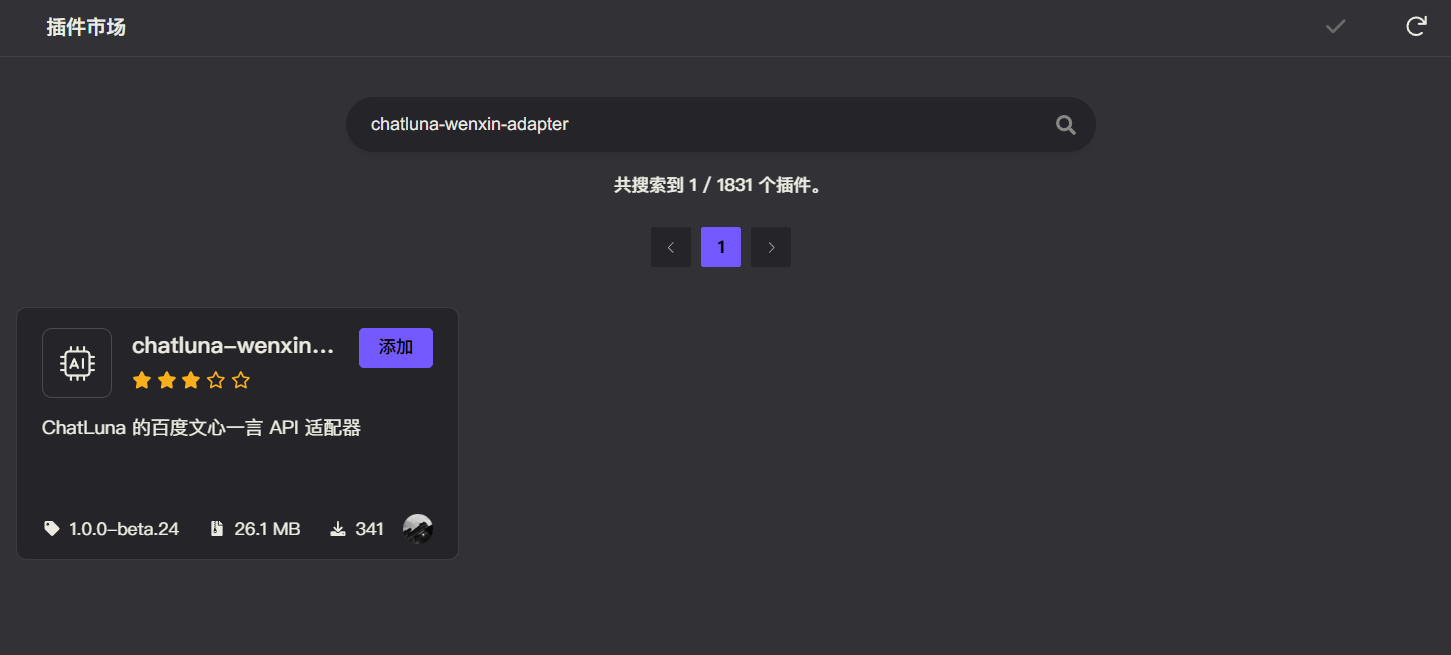 插件市场
chatluna-wenxin-adapter
共搜索到 1 / 1831 个插件。
1
chatluna-wenxin...
添加
AI
ChatLuna 的百度文心一言 API 适配器
1.0.0-beta.24 26.1 MB 341